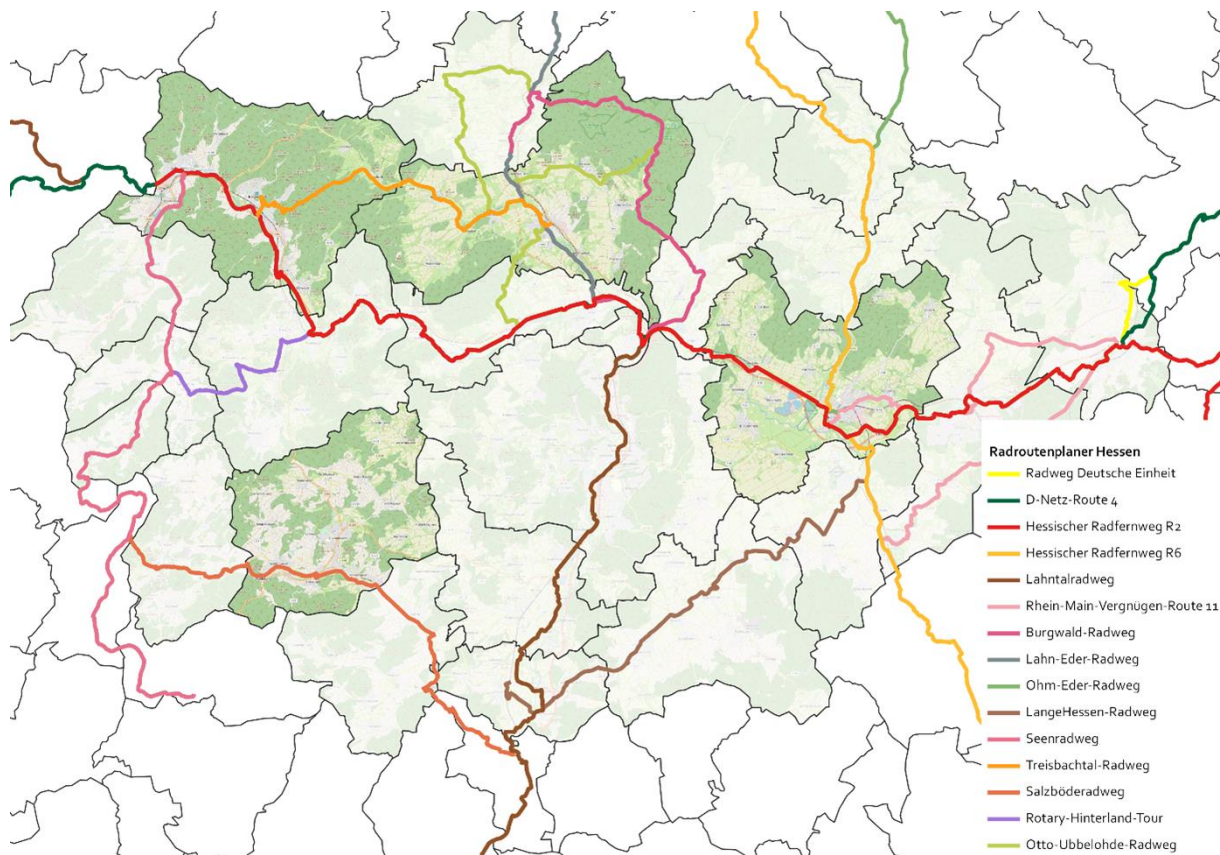 Radroutenplaner Hessen
Radweg Deutsche Einheit
D-Netz-Route 4
Hessischer Radfernweg R2
Hessischer Radfernweg R6
Lahntalradweg
Rhein-Main-Vergnügen-Route 11
Burgwald-Radweg
Lahn-Eder-Radweg
Ohm-Eder-Radweg
LangeHessen-Radweg
Seenradweg
Treisbachtal-Radweg
Salzböderadweg
Rotary-Hinterland-Tour
Otto-Ubbelohde-Radweg